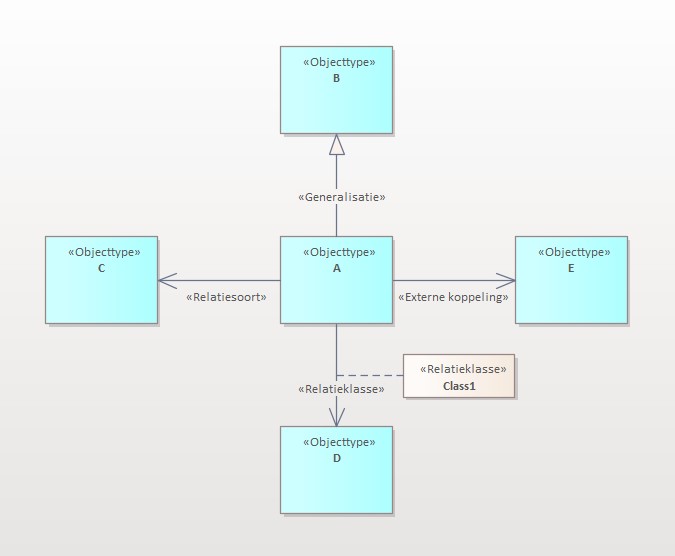 «Objecttype»
B
«Generalisatie»
«Objecttype»
C
«Relatiesoort»
«Objecttype»
A
«Externe koppeling»
«Objecttype»
E
«Relatieklasse»
Class1
«Relatieklasse»
«Objecttype»
D